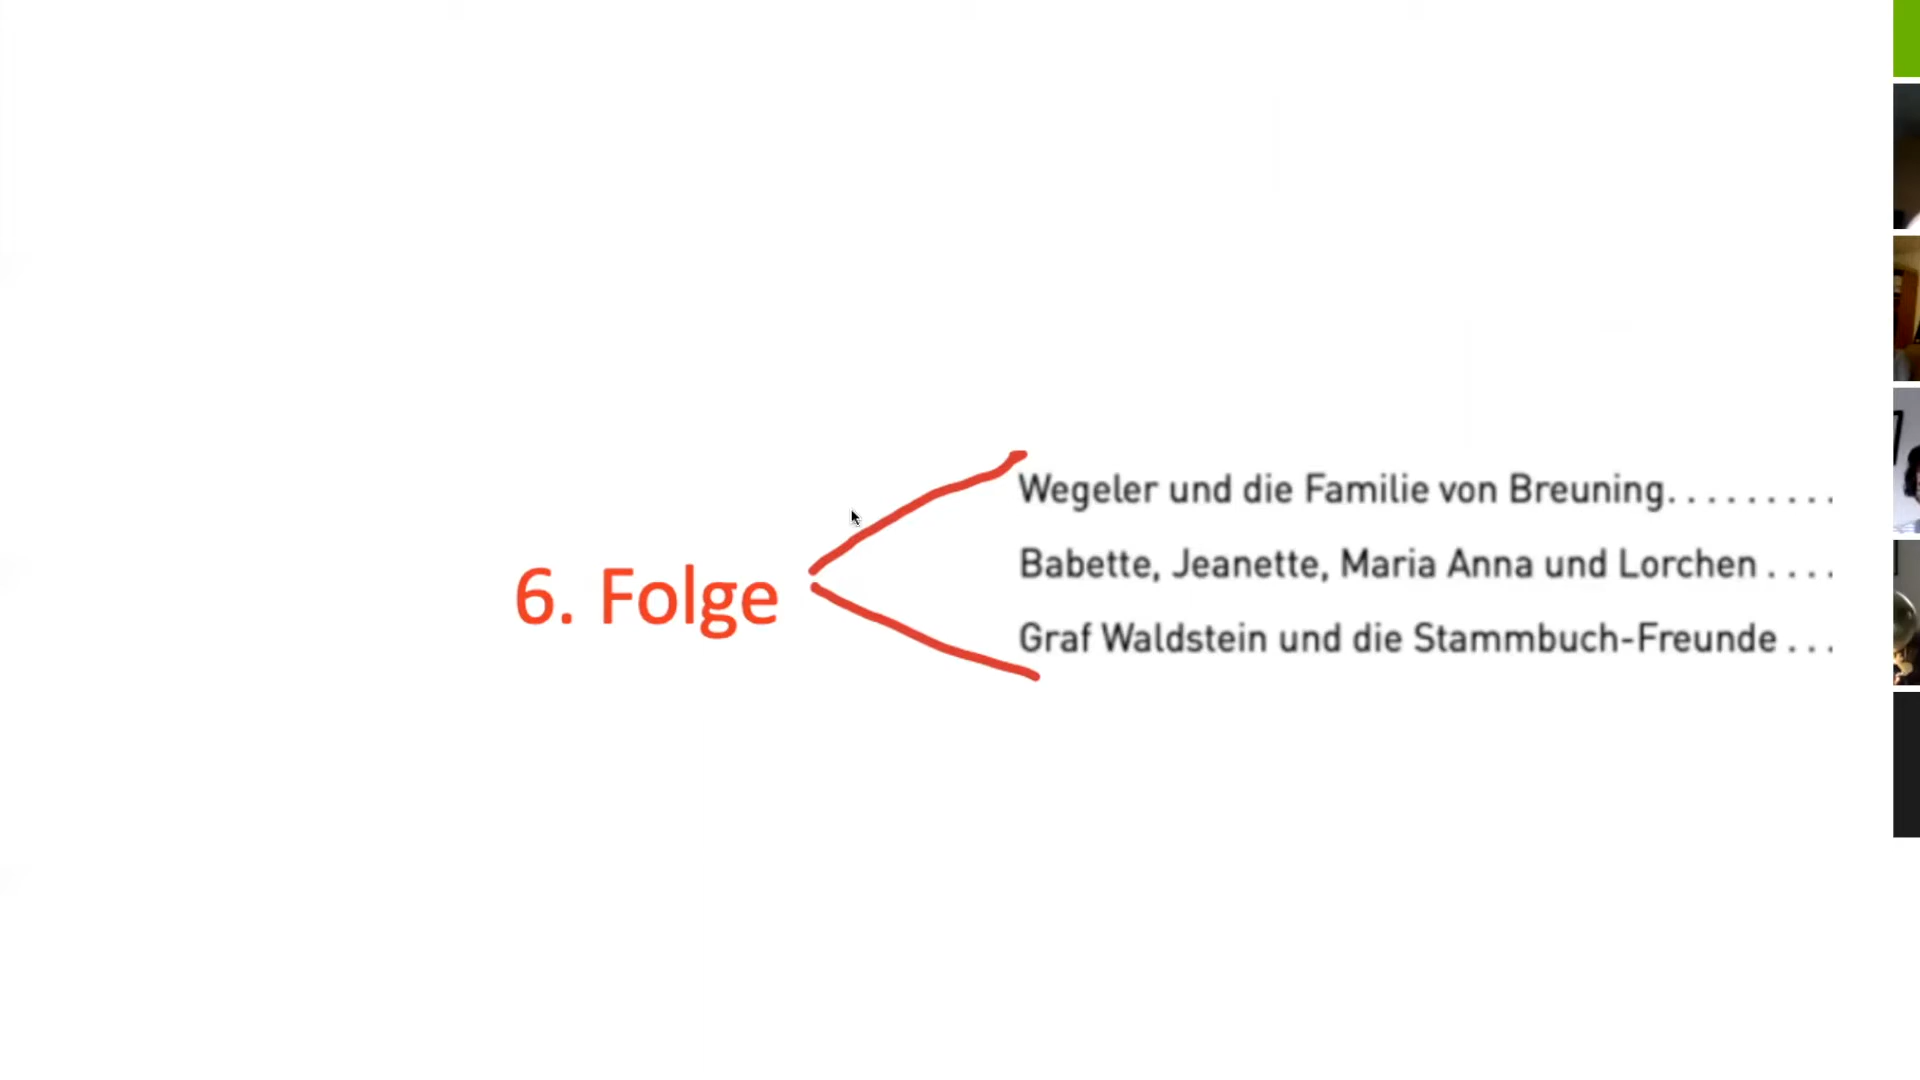 6. Folge
Wegeler und die Familie von Breuning. . . . . . . . .
Babette, Jeanette, Maria Anna und Lorchen . . . .
Graf Waldstein und die Stammbuch-Freunde . . .